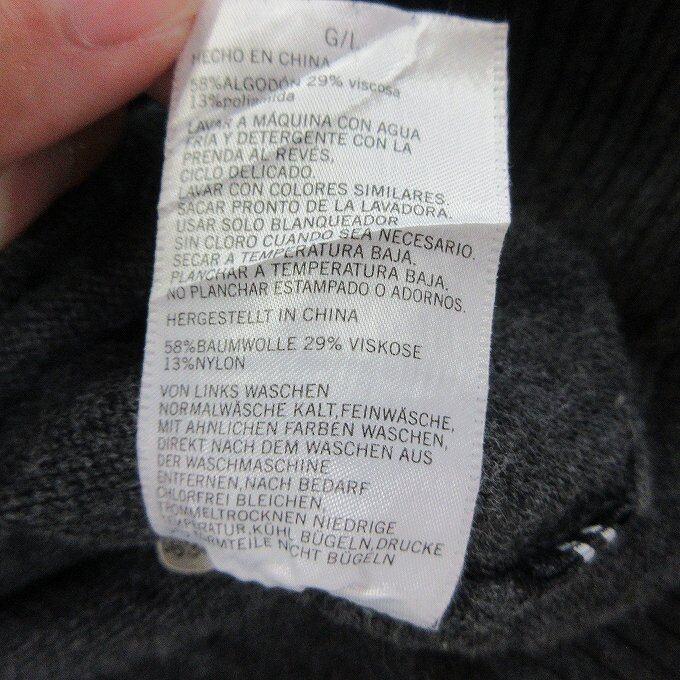 G/L
HECHO EN CHINA
58%ALGODÓN 29% viscosa
13%poliamida
LAVAR A MÁQUINA CON AGUA
FRIA Y DETERGENTE CON LA
PRENDA AL REVÉS,
CICLO DELICADO.
LAVAR CON COLORES SIMILARES.
SACAR PRONTO DE LA LAVADORA.
USAR SOLO BLANQUEADOR
SIN CLORO CUANDO SEA NECESARIO.
SECAR A TEMPERATURA BAJA.
PLANCHAR A TEMPERATURA BAJA.
NO PLANCHAR ESTAMPADO O ADORNOS.
HERGESTELLT IN CHINA
58%BAUMWOLLE 29% VISKOSE
13%NYLON
VON LINKS WASCHEN
NORMALWÄSCHE KALT,FEINWÄSCHE,
MIT AHNLICHEN FARBEN WASCHEN,
DIREKT NACH DEM WASCHEN AUS
DER WASCHMASCHINE
ENTFERNEN,NACH BEDARF
CHLORFREI BLEICHEN
TROMMELTROCKNEN NIEDRIGE
TEMPERATUR,KÜHL BÜGELN,DRUCKE
NICHT BÜGELN